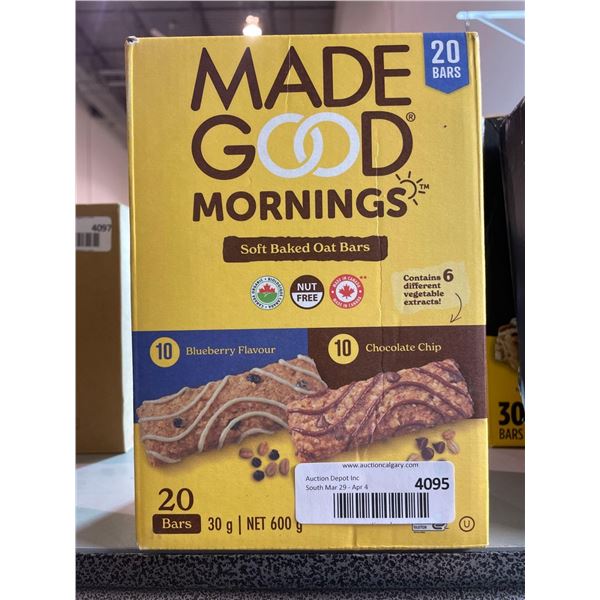 20
BARS
MADE
GOOD®
MORNINGS™
Soft Baked Oat Bars
NUT
FREE
Contains 6
different
vegetable
extracts!
10 Blueberry Flavour
10 Chocolate Chip
www.auctioncalgary.com
Auction Depot Inc
South Mar 29 - Apr 4
4095
20
Bars
30 g | NET 600 g
U
4097
30
BARS